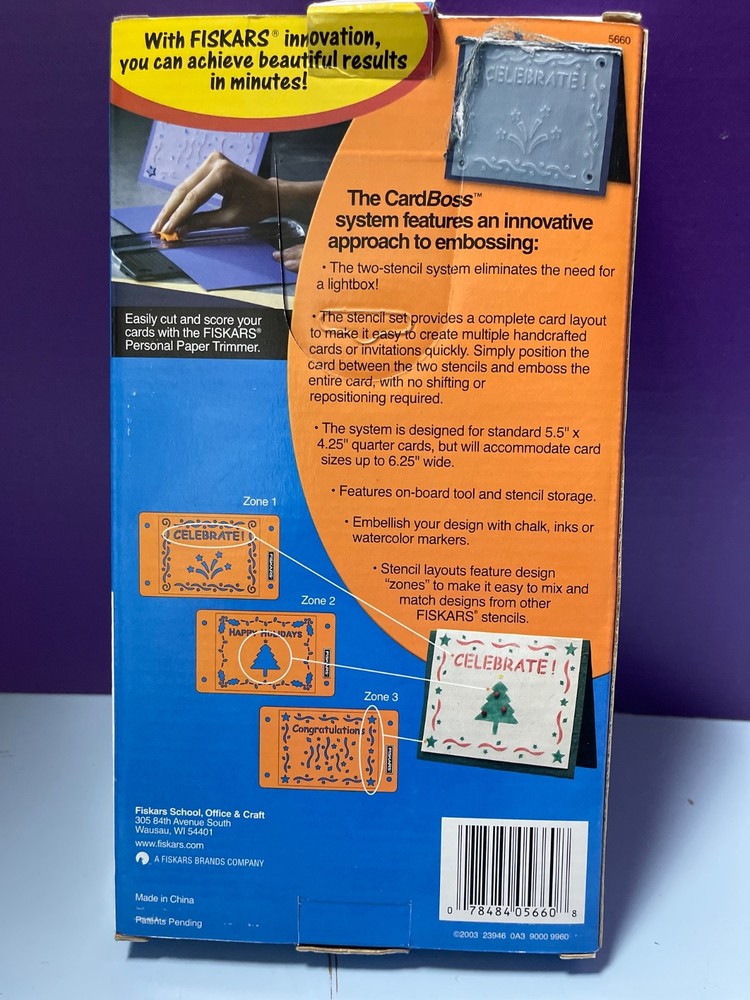 With FISKARS® innovation,
you can achieve beautiful results
in minutes!
5660
CELEBRATE!
The CardBoss™
system features an innovative
approach to embossing:
• The two-stencil system eliminates the need for
a lightbox!
• The stencil set provides a complete card layout
to make it easy to create multiple handcrafted
cards or invitations quickly. Simply position the
card between the two stencils and emboss the
entire card, with no shifting or
repositioning required.
• The system is designed for standard 5.5" x
4.25" quarter cards, but will accommodate card
sizes up to 6.25" wide.
• Features on-board tool and stencil storage.
• Embellish your design with chalk, inks or
watercolor markers.
• Stencil layouts feature design
“zones” to make it easy to mix and
match designs from other
FISKARS® stencils.
Easily cut and score your
cards with the FISKARS®
Personal Paper Trimmer.
Zone 1
CELEBRATE!
FISKARS
Zone 2
HAPPY HOLIDAYS
FISKARS
Zone 3
Congratulations
FISKARS
CELEBRATE!
Fiskars School, Office & Craft
305 84th Avenue South
Wausau, WI 54401
www.fiskars.com
A FISKARS BRANDS COMPANY
Made in China
Patents Pending
0 78484 05660 8
©2003 23946 0A3 9000 9960